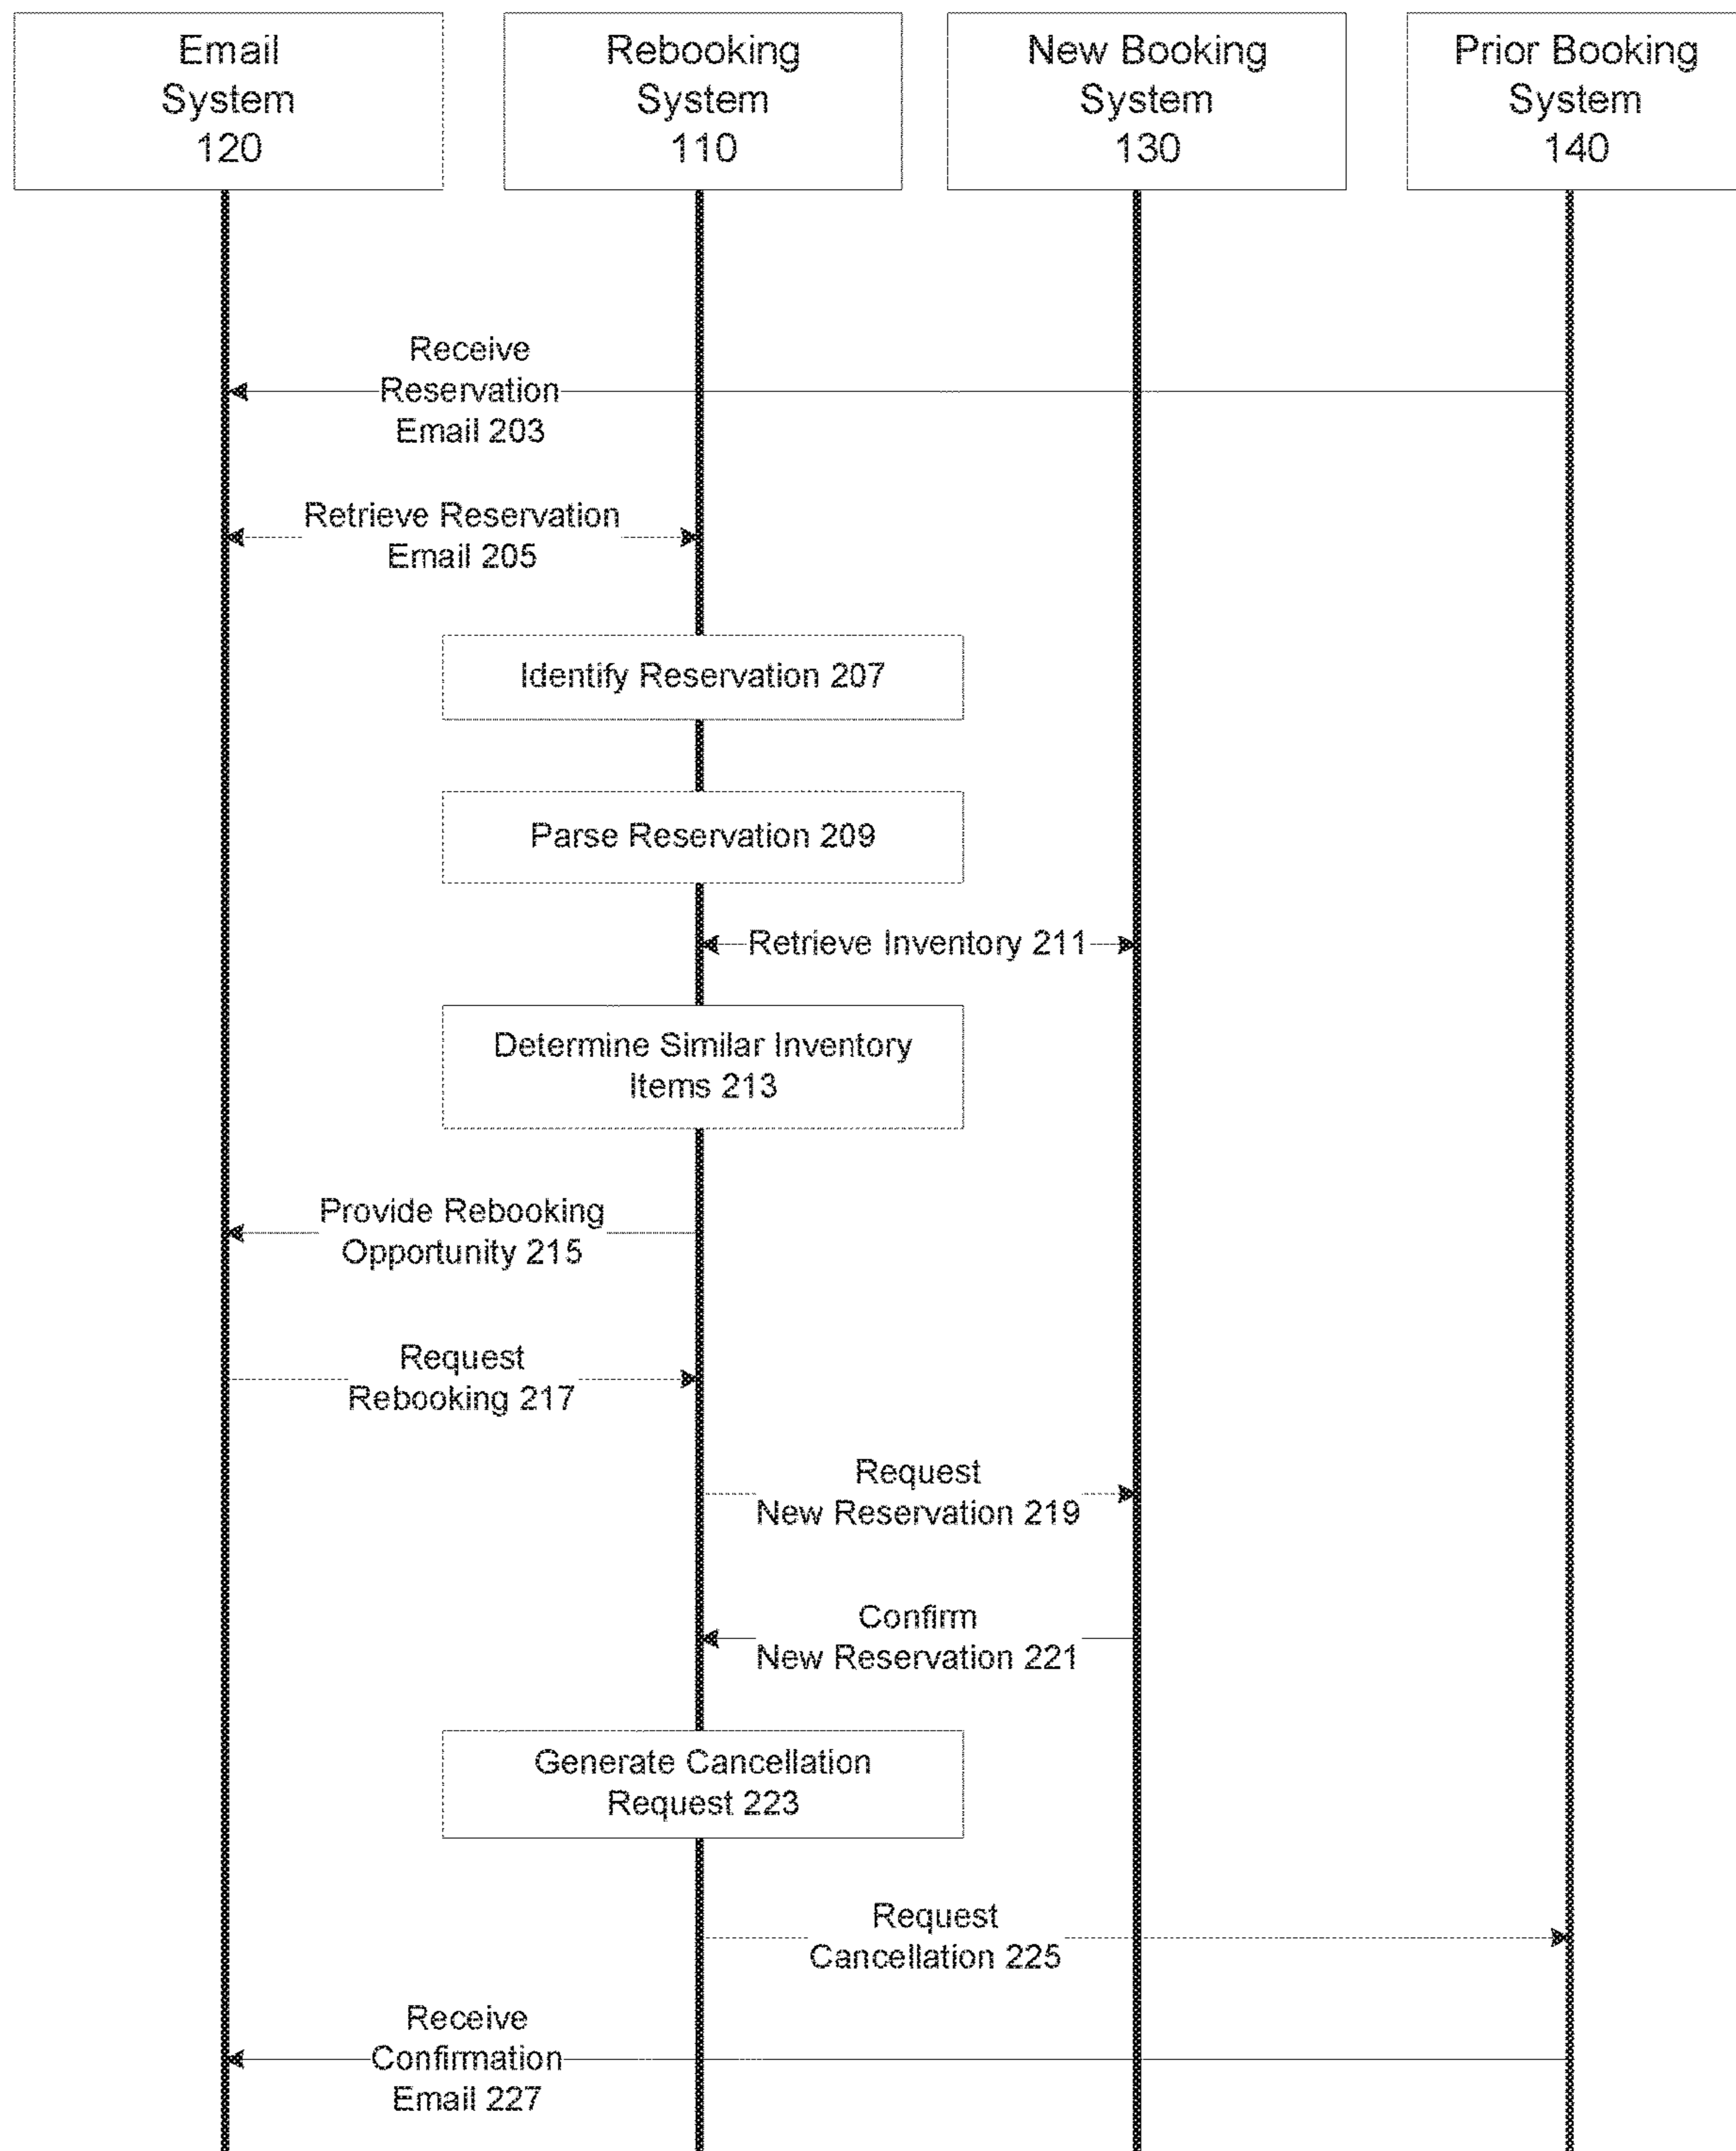 Email
System
120
Rebooking
System
110
New Booking
System
130
Prior Booking
System
140
Receive
Reservation
Email 203
Retrieve Reservation
Email 205
Identify Reservation 207
Parse Reservation 209
Retrieve Inventory 211
Determine Similar Inventory
Items 213
Provide Rebooking
Opportunity 215
Request
Rebooking 217
Request
New Reservation 219
Confirm
New Reservation 221
Generate Cancellation
Request 223
Request
Cancellation 225
Receive
Confirmation
Email 227